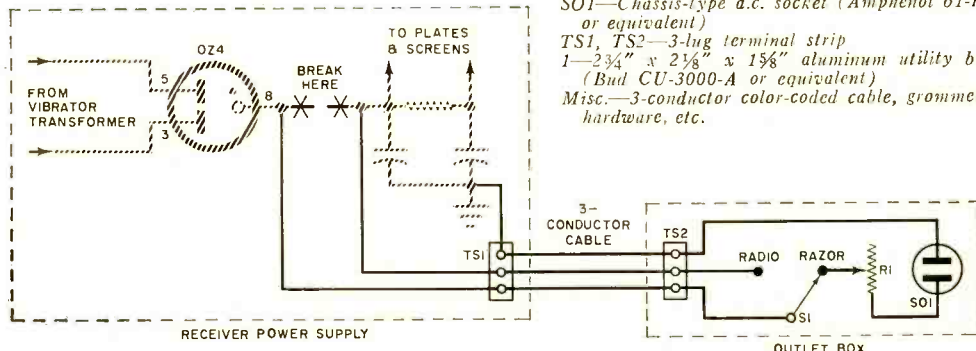 SO1—Chassis-type a.c. socket (Amphenol 61-
or equivalent)
TS1, TS2—3-lug terminal strip
1—2¾" x 2⅛" x 1⅝" aluminum utility b
(Bud CU-3000-A or equivalent)
Misc.—3-conductor color-coded cable, gromme
hardware, etc.
TO PLATES
& SCREENS
OZ4
BREAK
HERE
5
8
3
FROM
VIBRATOR
TRANSFORMER
3-
CONDUCTOR
CABLE
TS1
TS2
RADIO
RAZOR
R1
SO1
S1
RECEIVER POWER SUPPLY
OUTLET BOX